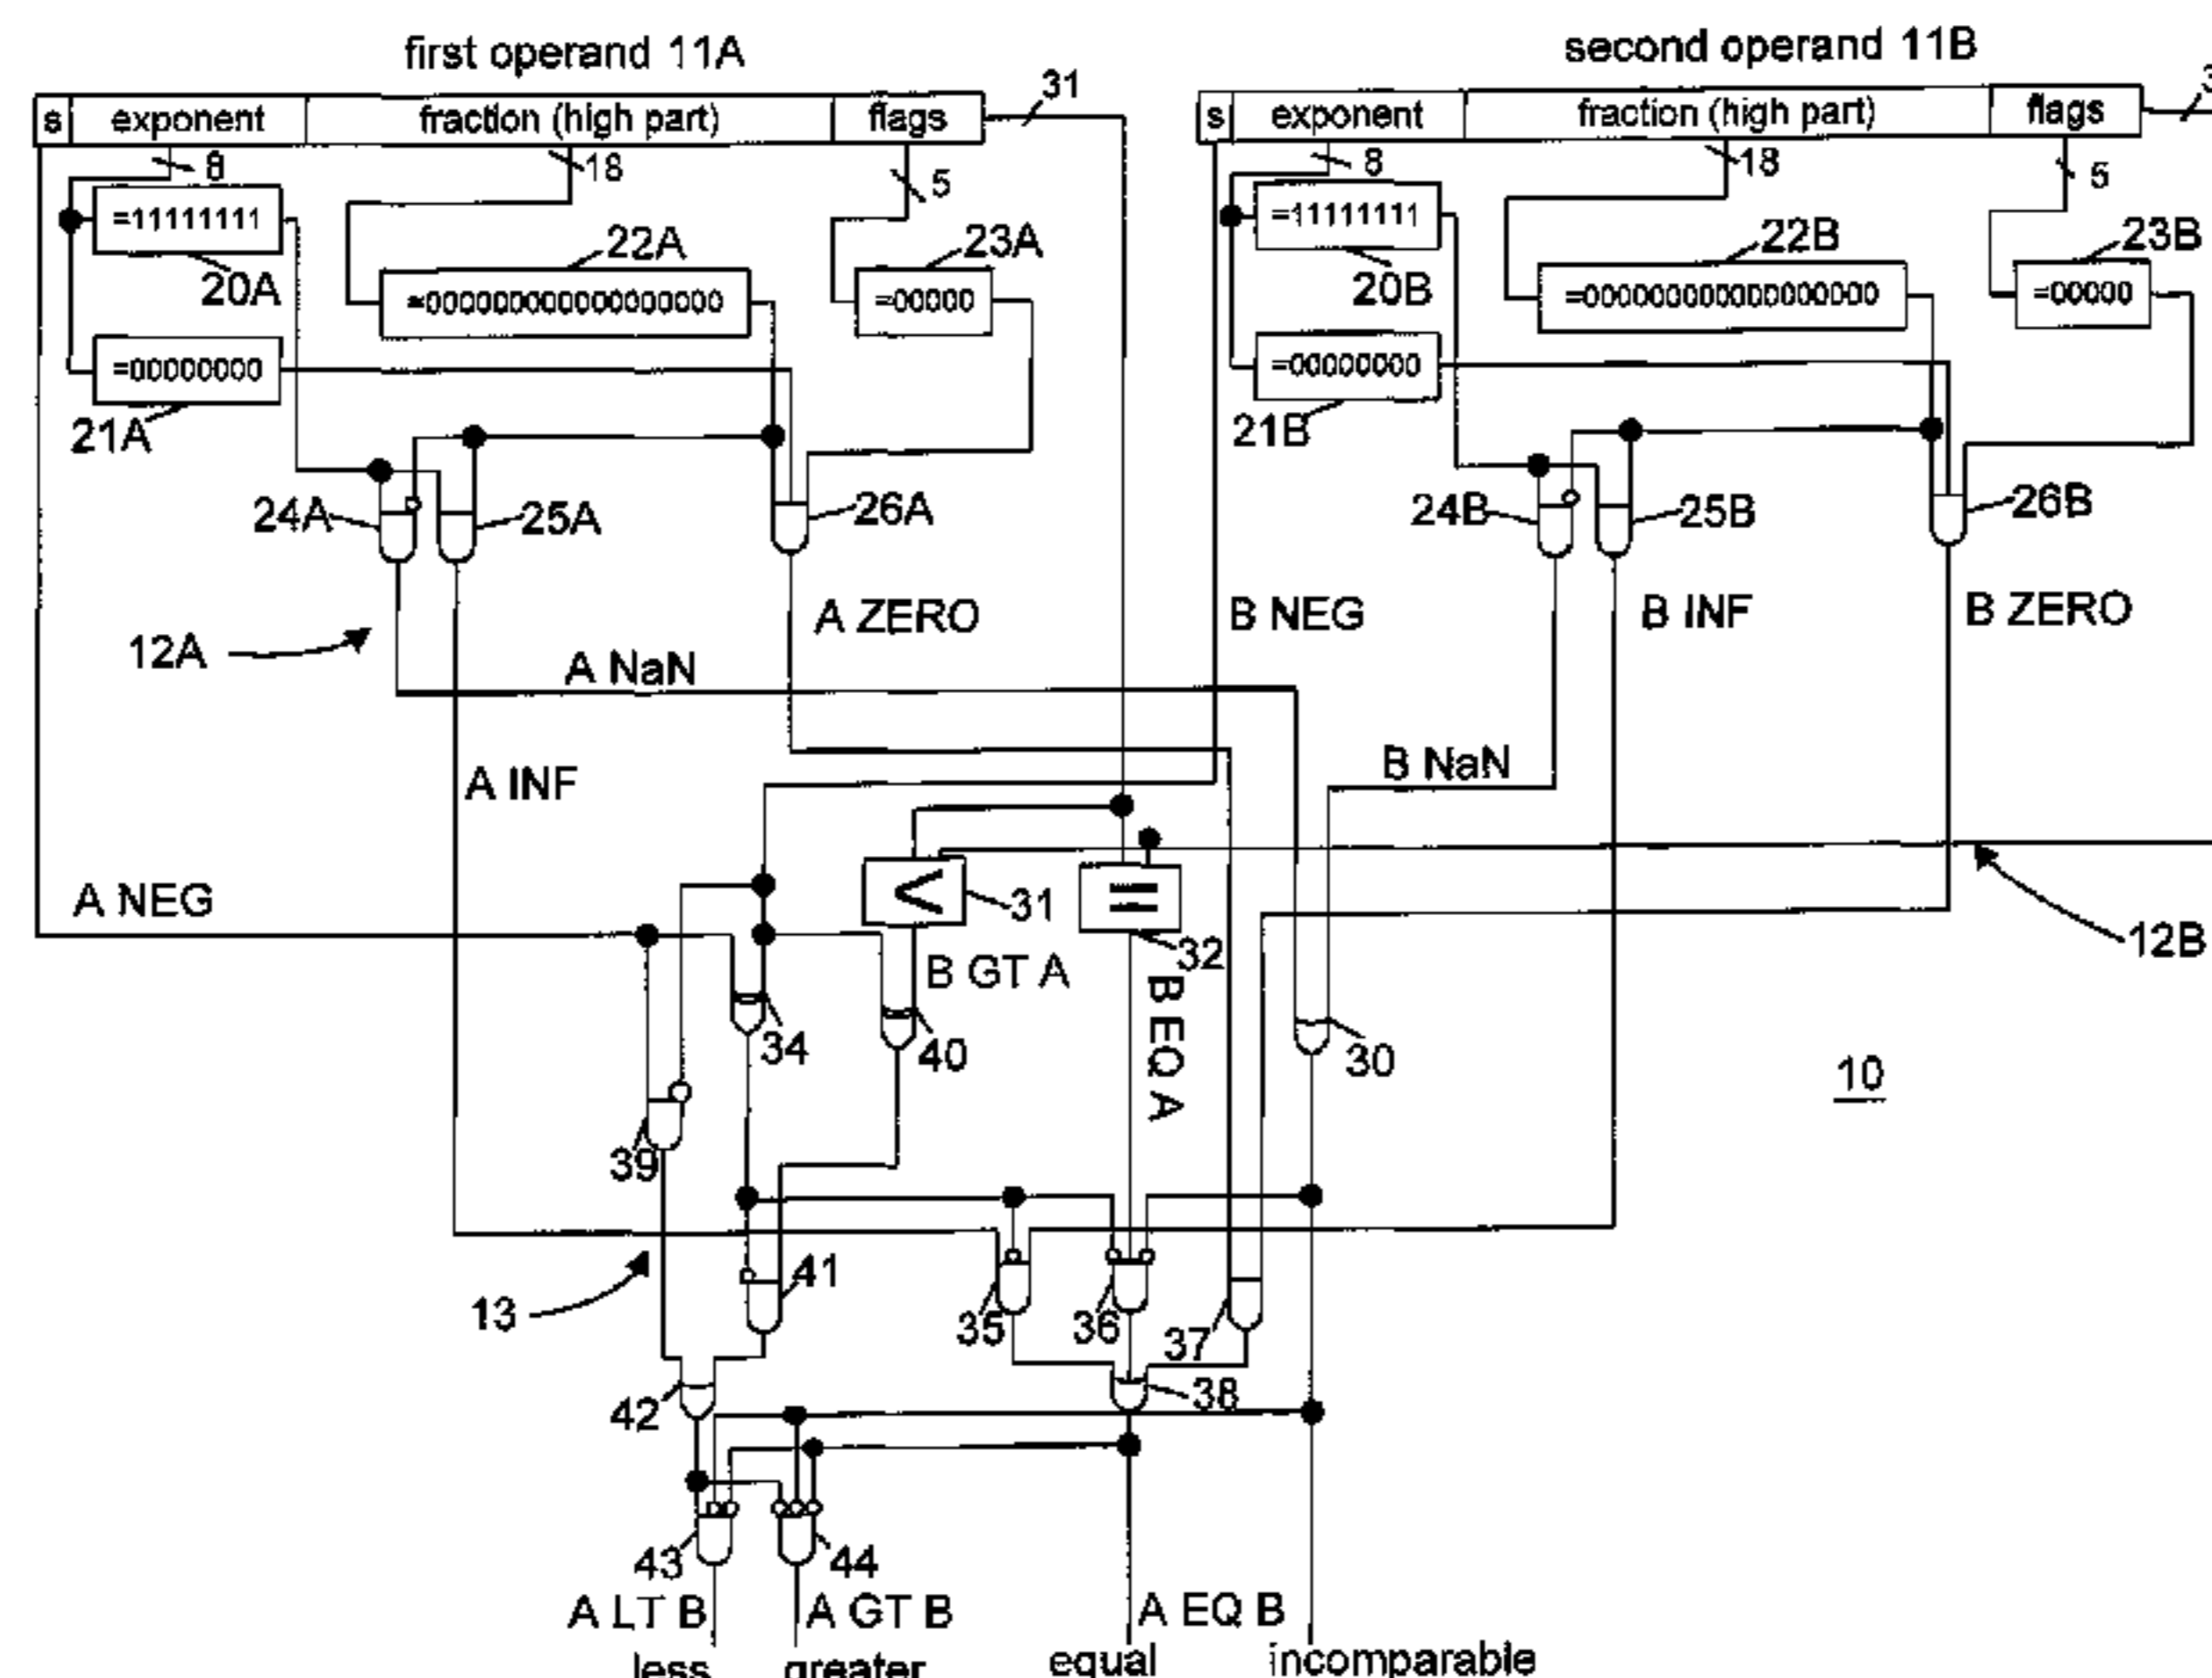 first operand 11A
second operand 11B
31
3
s exponent fraction (high part) flags
s exponent fraction (high part) flags
8
18
5
8
18
5
=11111111
22A
23A
=11111111
22B
23B
20A
=000000000000000000
=00000
20B
=000000000000000000
=00000
=00000000
=00000000
21A
21B
24A
25A
26A
24B
25B
26B
12A
A ZERO
B NEG
B INF
B ZERO
A NaN
A INF
B NaN
A NEG
<
31
=
32
12B
B GT A
B EQ A
34
40
30
10
39
13
41
35
36
37
42
38
43
44
A LT B
A GT B
A EQ B
less
greater
equal
incomparable